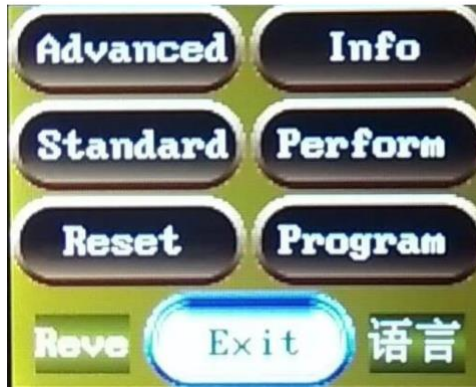 Advanced Info
Standard Perform
Reset Program
Reve Exit 语言